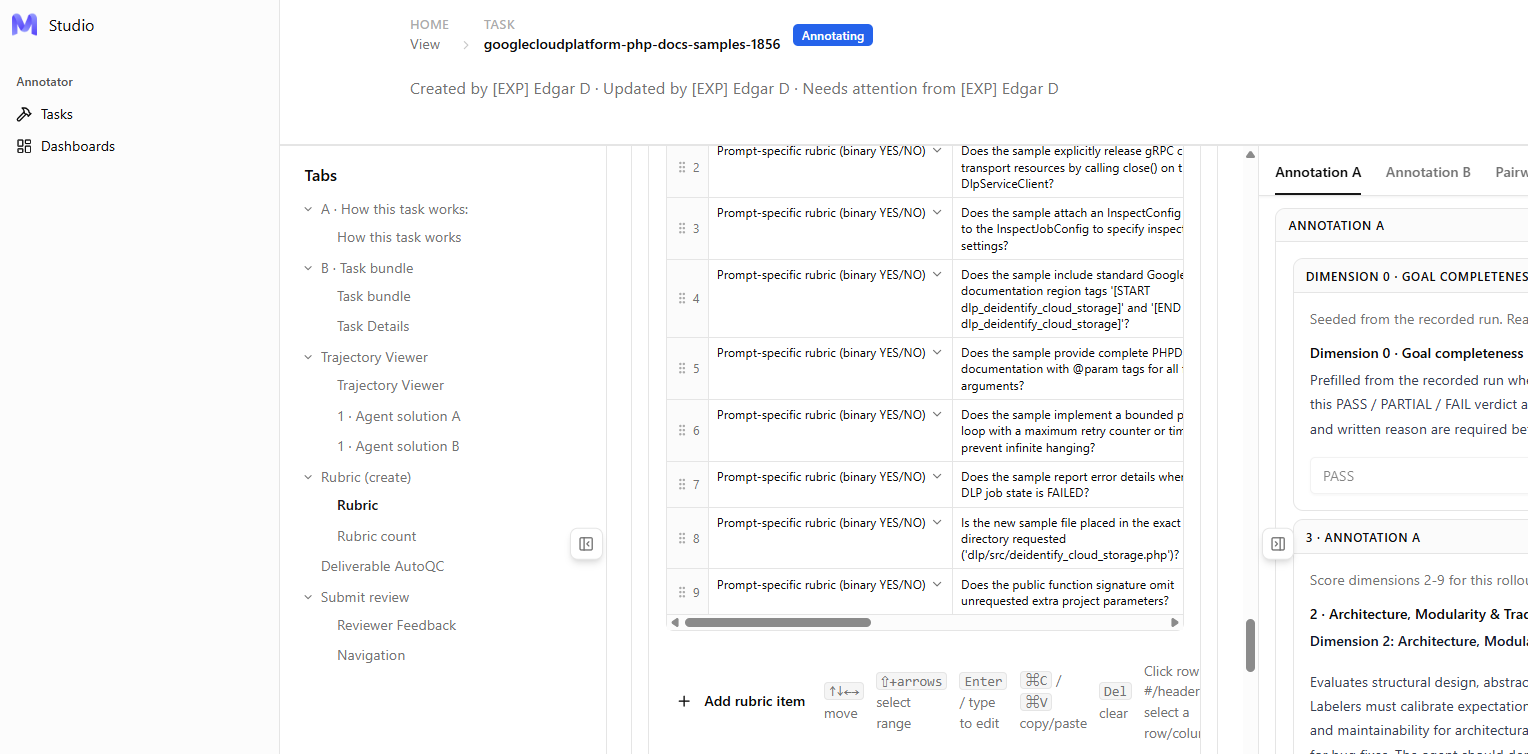 Studio
Annotator
Tasks
Dashboards
HOME
TASK
View
googlecloudplatform-php-docs-samples-1856
Annotating
Created by [EXP] Edgar D · Updated by [EXP] Edgar D · Needs attention from [EXP] Edgar D
Tabs
A · How this task works:
How this task works
B · Task bundle
Task bundle
Task Details
Trajectory Viewer
Trajectory Viewer
1 · Agent solution A
1 · Agent solution B
Rubric (create)
Rubric
Rubric count
Deliverable AutoQC
Submit review
Reviewer Feedback
Navigation
2
Prompt-specific rubric (binary YES/NO)
Does the sample explicitly release gRPC c
transport resources by calling close() on t
DlpServiceClient?
3
Prompt-specific rubric (binary YES/NO)
Does the sample attach an InspectConfig
to the InspectJobConfig to specify inspec
settings?
4
Prompt-specific rubric (binary YES/NO)
Does the sample include standard Google
documentation region tags '[START
dlp_deidentify_cloud_storage]' and '[END
dlp_deidentify_cloud_storage]'?
5
Prompt-specific rubric (binary YES/NO)
Does the sample provide complete PHPD
documentation with @param tags for all
arguments?
6
Prompt-specific rubric (binary YES/NO)
Does the sample implement a bounded p
loop with a maximum retry counter or tim
prevent infinite hanging?
7
Prompt-specific rubric (binary YES/NO)
Does the sample report error details when
DLP job state is FAILED?
8
Prompt-specific rubric (binary YES/NO)
Is the new sample file placed in the exact
directory requested
('dlp/src/deidentify_cloud_storage.php')?
9
Prompt-specific rubric (binary YES/NO)
Does the public function signature omit
unrequested extra project parameters?
+ Add rubric item
↑↓↔
move
⇧+arrows
select
range
Enter
/ type
to edit
⌘C /
⌘V
copy/paste
Del
clear
Click row
#/header
select a
row/colu
Annotation A
Annotation B
Pairw
ANNOTATION A
DIMENSION 0 · GOAL COMPLETENES
Seeded from the recorded run. Rea
Dimension 0 · Goal completeness
Prefilled from the recorded run whe
this PASS / PARTIAL / FAIL verdict a
and written reason are required be
PASS
3 · ANNOTATION A
Score dimensions 2-9 for this rollou
2 · Architecture, Modularity & Trad
Dimension 2: Architecture, Modula
Evaluates structural design, abstrac
Labelers must calibrate expectation
and maintainability for architectura
for bug fixes. The agent should de